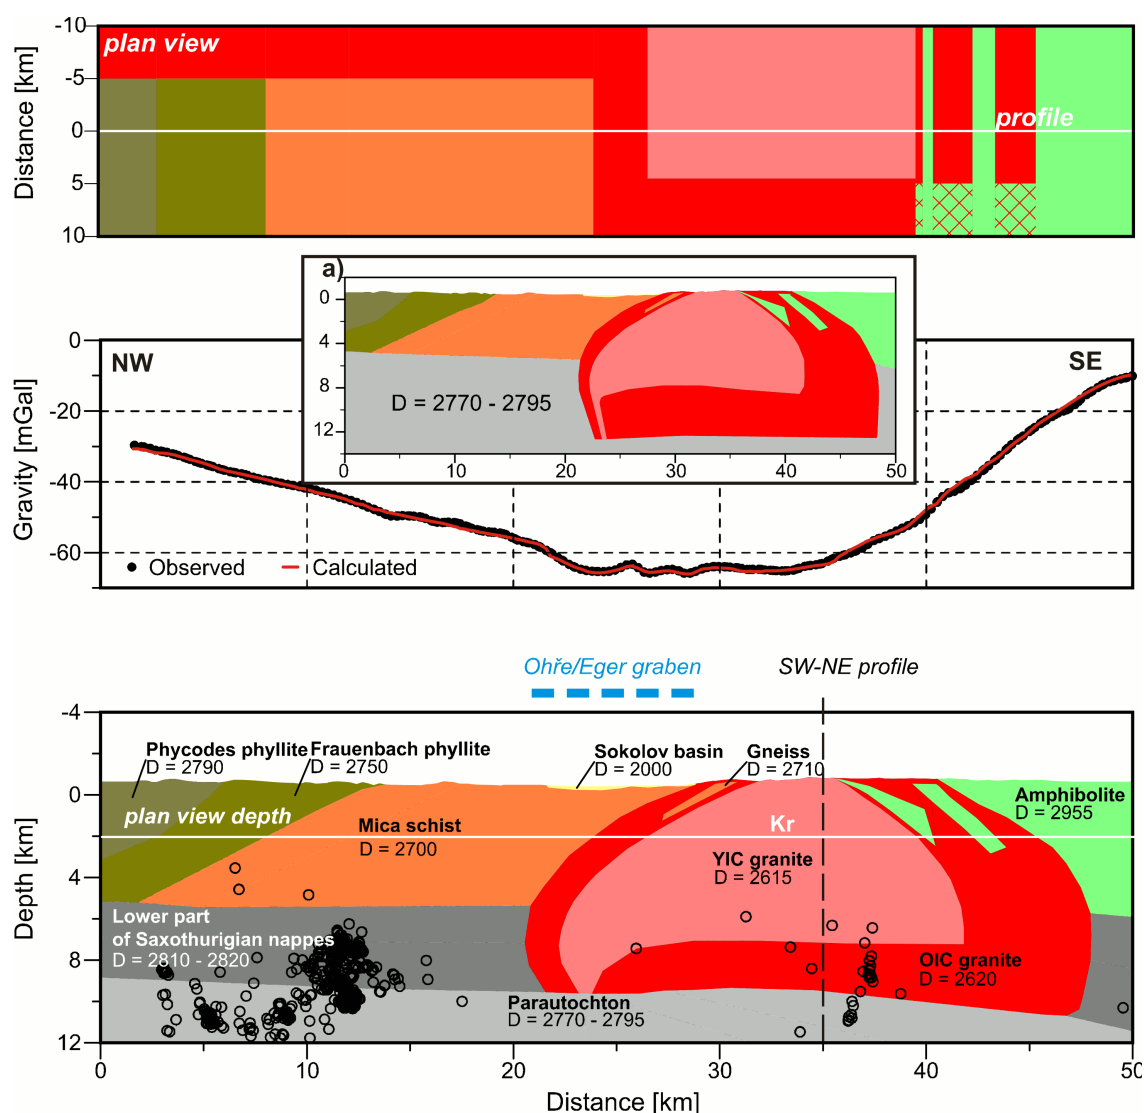 -10
plan view
-5
0
profile
5
10
Distance [km]
a)
0
4
8
12
D = 2770 - 2795
0
10
20
30
40
50
0
NW
SE
-20
-40
-60
Gravity [mGal]
Observed
Calculated
Ohře/Eger graben
SW-NE profile
-4
Phycodes phyllite
D = 2790
Frauenbach phyllite
D = 2750
Sokolov basin
D = 2000
Gneiss
D = 2710
0
plan view depth
Mica schist
D = 2700
Kr
Amphibolite
D = 2955
YIC granite
D = 2615
4
Lower part
of Saxothurigian nappes
D = 2810 - 2820
8
OIC granite
D = 2620
Parautochton
D = 2770 - 2795
12
Depth [km]
0
10
20
30
40
50
Distance [km]